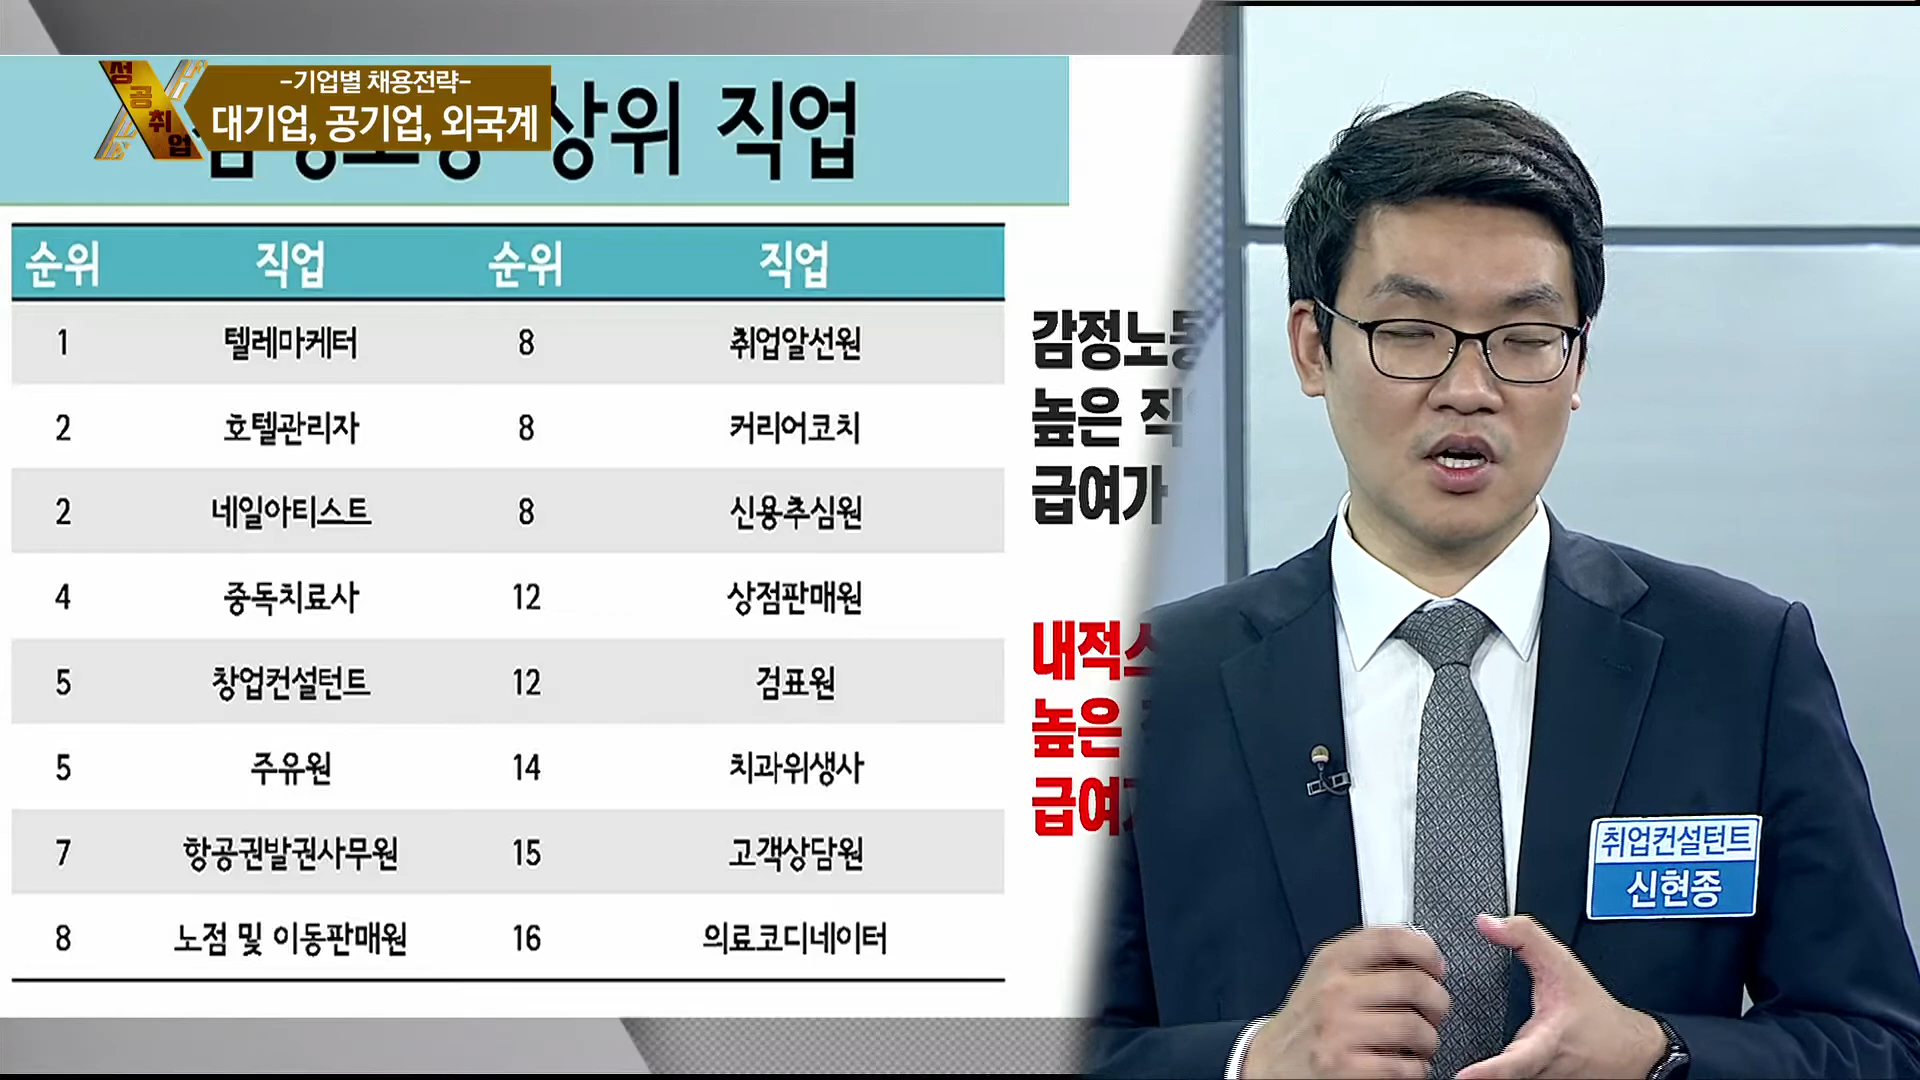 성공취업
-기업별 채용전략-
대기업, 공기업, 외국계
상위 직업
순위 직업 순위 직업
1 텔레마케터 8 취업알선원
2 호텔관리자 8 커리어코치
2 네일아티스트 8 신용추심원
4 중독치료사 12 상점판매원
5 창업컨설턴트 12 검표원
5 주유원 14 치과위생사
7 항공권발권사무원 15 고객상담원
8 노점 및 이동판매원 16 의료코디네이터
감정노동
높은
급여가
내적
높은
급여
취업컨설턴트
신현종